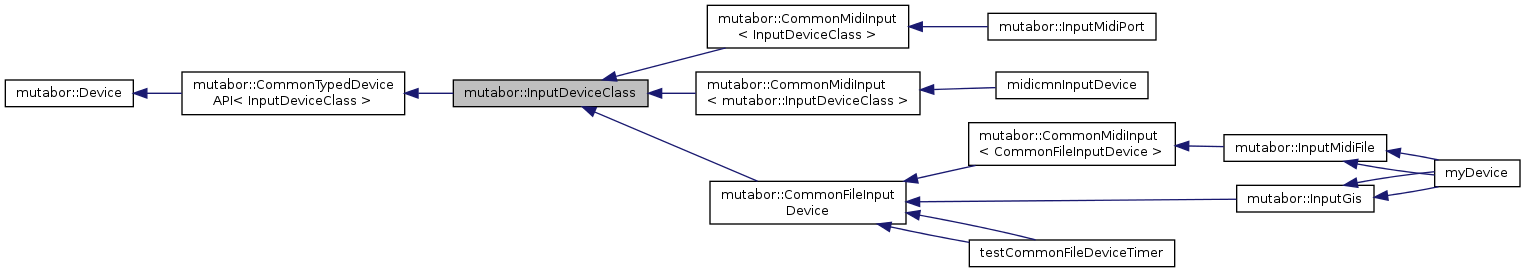 mutabor::Device
mutabor::CommonTypedDevice
API< InputDeviceClass >
mutabor::InputDeviceClass
mutabor::CommonMidiInput
< InputDeviceClass >
mutabor::InputMidiPort
mutabor::CommonMidiInput
< mutabor::InputDeviceClass >
midicmnInputDevice
mutabor::CommonFileInput
Device
mutabor::CommonMidiInput
< CommonFileInputDevice >
mutabor::InputMidiFile
mutabor::InputGis
myDevice
testCommonFileDeviceTimer